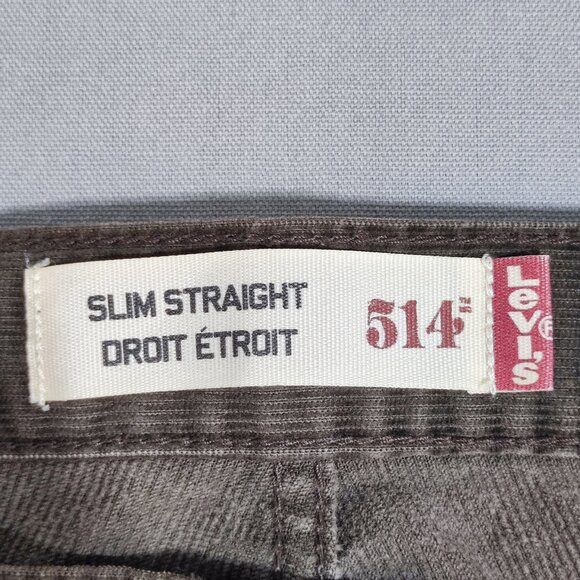 SLIM STRAIGHT
DROIT ÉTROIT
514™
Levi's®